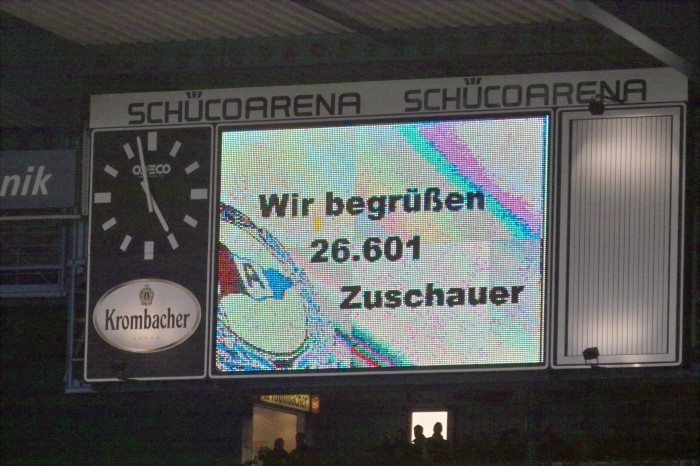 SCHÜCOARENA SCHÜCOARENA
nik
Wir begrüßen
26.601
Zuschauer
Krombacher